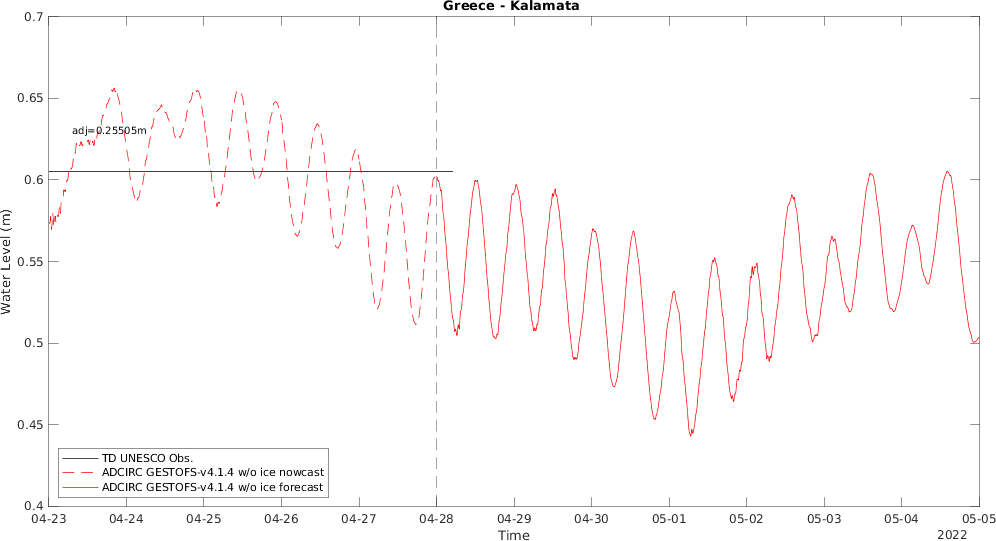 Greece - Kalamata
0.7
0.65
0.6
0.55
0.5
0.45
0.4
Water Level (m)
adj=0.25505m
TD UNESCO Obs.
ADCIRC GESTOFS-v4.1.4 w/o ice nowcast
ADCIRC GESTOFS-v4.1.4 w/o ice forecast
04-23 04-24 04-25 04-26 04-27 04-28 04-29 04-30 05-01 05-02 05-03 05-04 05-05
Time
2022